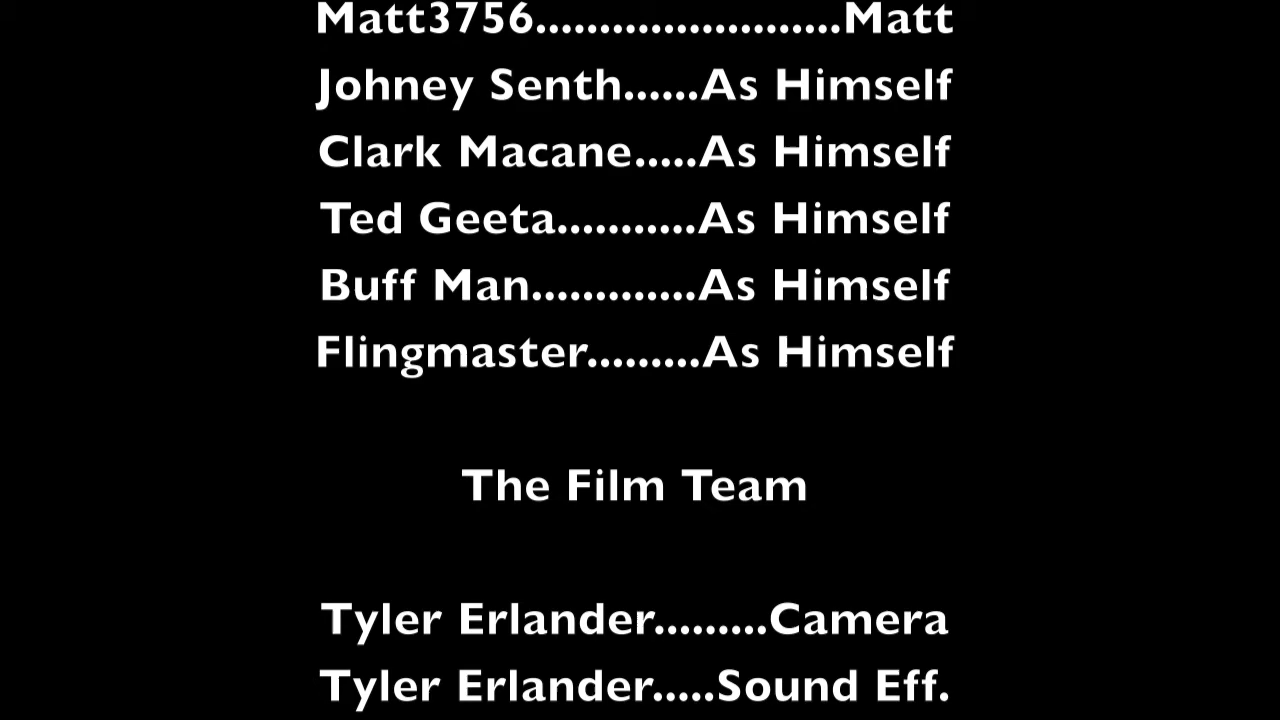 Matt3756........................Matt
Johney Senth......As Himself
Clark Macane.....As Himself
Ted Geeta...........As Himself
Buff Man.............As Himself
Flingmaster.........As Himself
The Film Team
Tyler Erlander.........Camera
Tyler Erlander.....Sound Eff.